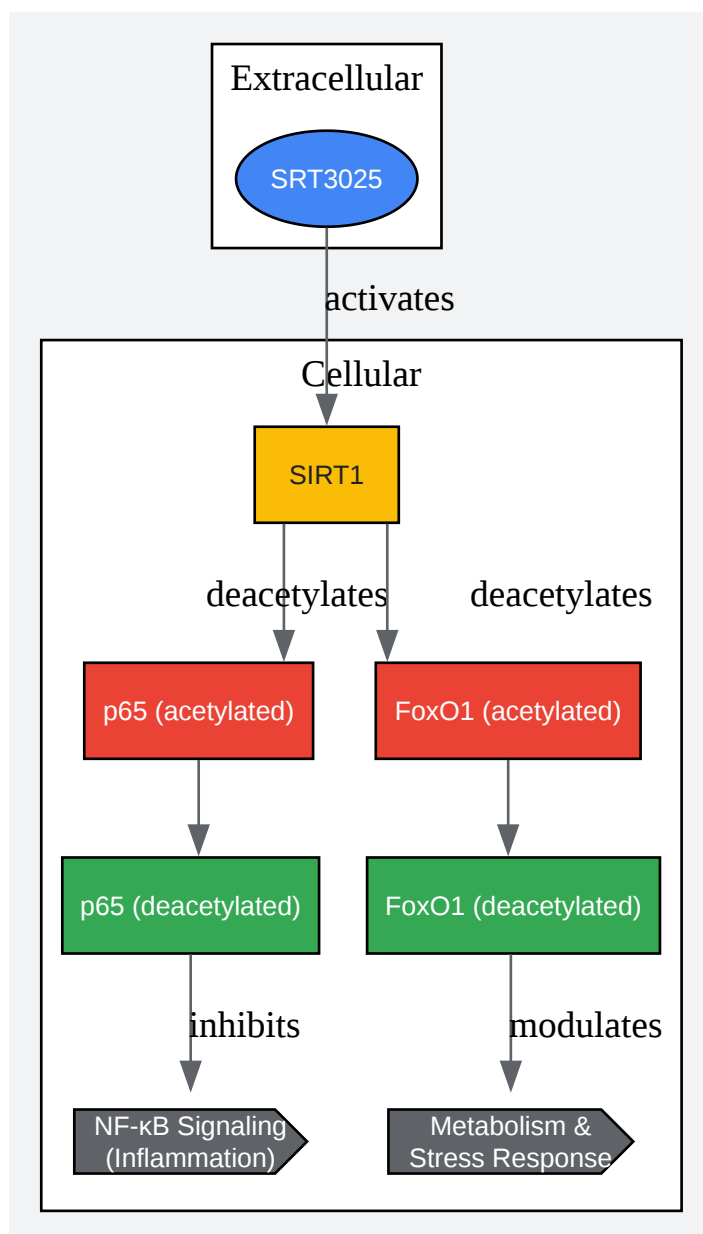 Extracellular
SRT3025
activates
Cellular
SIRT1
deacetylates
deacetylates
p65 (acetylated)
FoxO1 (acetylated)
p65 (deacetylated)
FoxO1 (deacetylated)
inhibits
modulates
NF-κB Signaling
(Inflammation)
Metabolism &
Stress Response